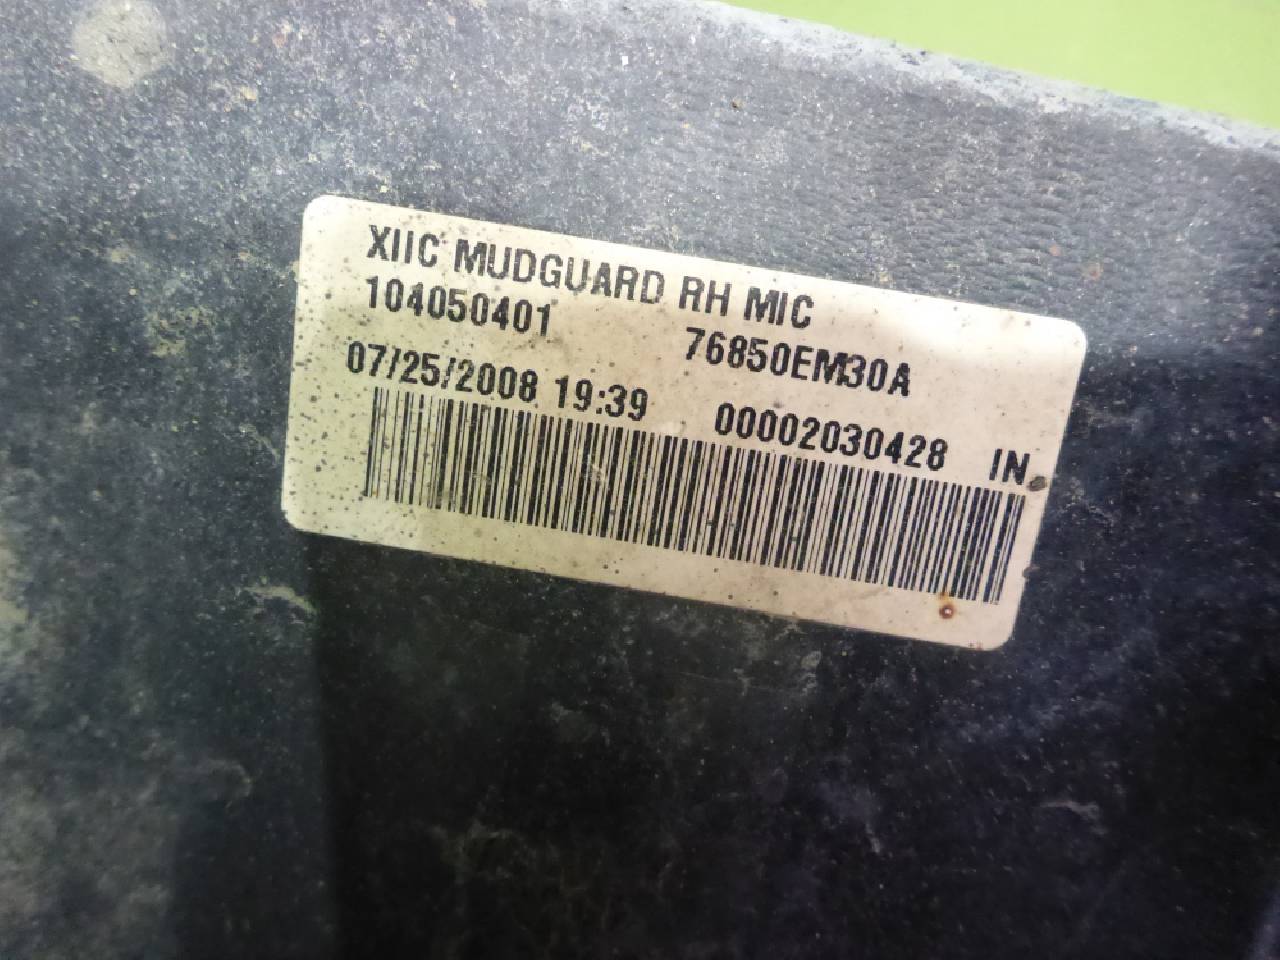 XIIC MUDGUARD RH MIC
104050401 76850EM30A
07/25/2008 19:39 00002030428 IN